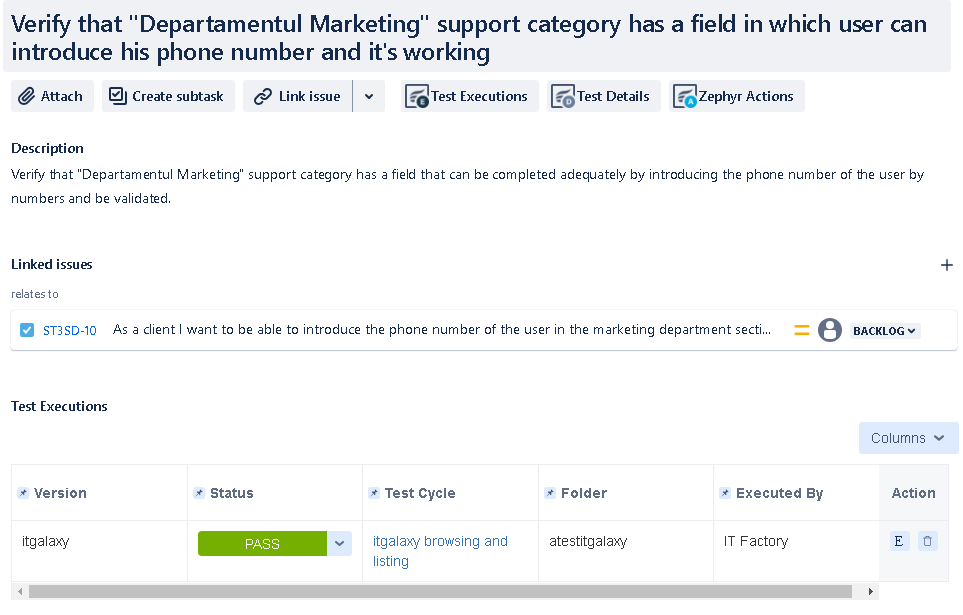 Verify that "Departamentul Marketing" support category has a field in which user can
introduce his phone number and it's working
Attach
Create subtask
Link issue
Test Executions
Test Details
Zephyr Actions
Description
Verify that "Departamentul Marketing" support category has a field that can be completed adequately by introducing the phone number of the user by
numbers and be validated.
Linked issues
relates to
ST3SD-10 As a client I want to be able to introduce the phone number of the user in the marketing department secti... BACKLOG
Test Executions
Columns
Version Status Test Cycle Folder Executed By Action
itgalaxy PASS itgalaxy browsing and atestitgalaxy IT Factory E
listing